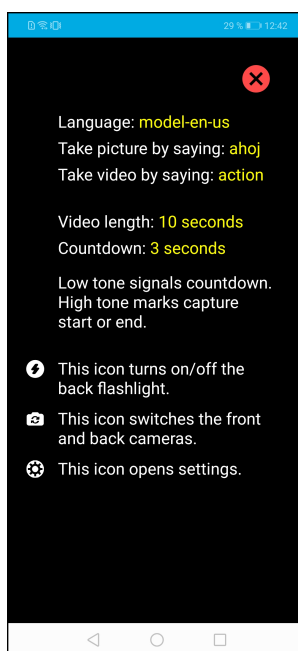 29 % 12:42
Language: model-en-us
Take picture by saying: ahoj
Take video by saying: action
Video length: 10 seconds
Countdown: 3 seconds
Low tone signals countdown.
High tone marks capture
start or end.
This icon turns on/off the
back flashlight.
This icon switches the front
and back cameras.
This icon opens settings.